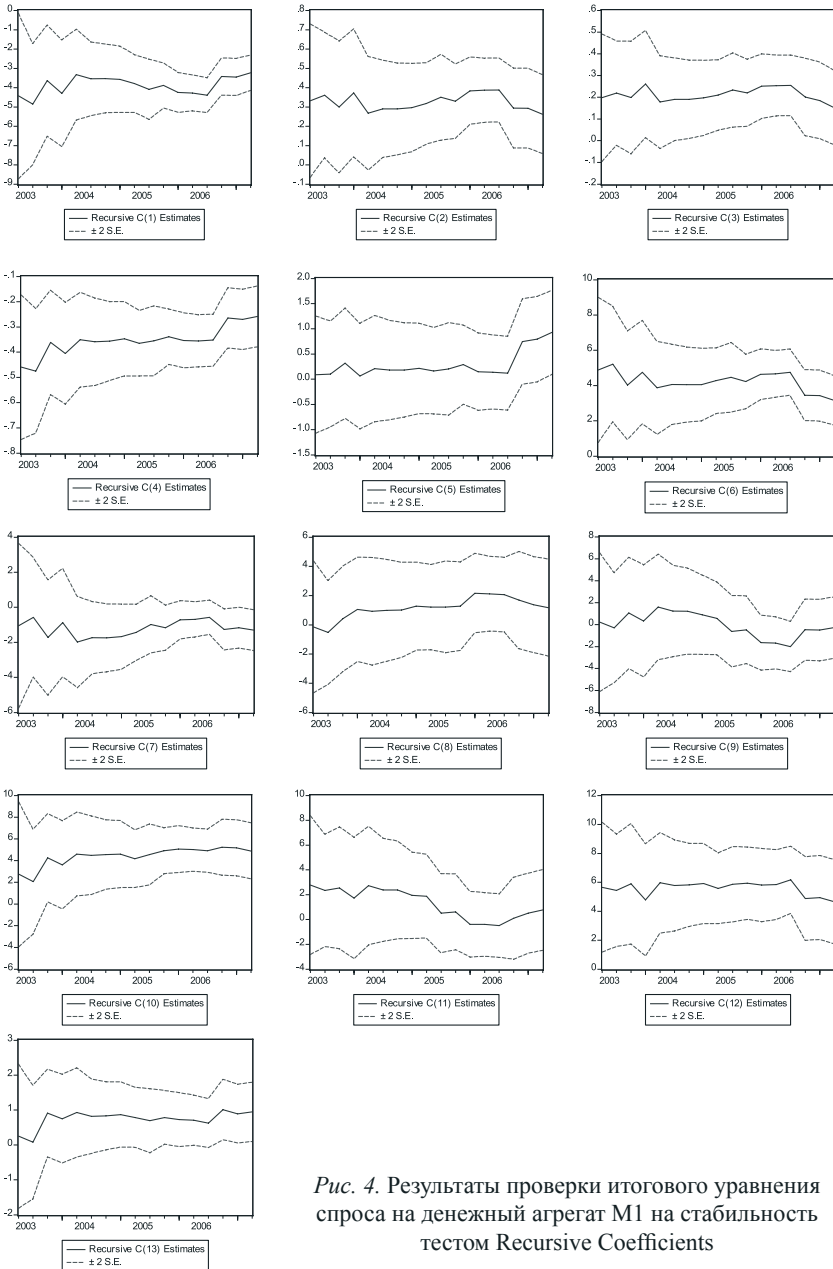 .0
-.1
-.2
-.3
-.4
-.5
-.6
-.7
-.8
-.9
2003 2004 2005 2006
Recursive C(1) Estimates
± 2 S.E.
.8
.7
.6
.5
.4
.3
.2
.1
.0
-.1
2003 2004 2005 2006
Recursive C(2) Estimates
± 2 S.E.
.6
.5
.4
.3
.2
.1
.0
-.1
-.2
2003 2004 2005 2006
Recursive C(3) Estimates
± 2 S.E.
-.1
-.2
-.3
-.4
-.5
-.6
-.7
-.8
2003 2004 2005 2006
Recursive C(4) Estimates
± 2 S.E.
2.0
1.5
1.0
0.5
0.0
-0.5
-1.0
-1.5
2003 2004 2005 2006
Recursive C(5) Estimates
± 2 S.E.
10
8
6
4
2
0
2003 2004 2005 2006
Recursive C(6) Estimates
± 2 S.E.
4
2
0
-2
-4
-6
2003 2004 2005 2006
Recursive C(7) Estimates
± 2 S.E.
6
4
2
0
-2
-4
-6
2003 2004 2005 2006
Recursive C(8) Estimates
± 2 S.E.
8
6
4
2
0
-2
-4
-6
-8
2003 2004 2005 2006
Recursive C(9) Estimates
± 2 S.E.
10
8
6
4
2
0
-2
-4
-6
2003 2004 2005 2006
Recursive C(10) Estimates
± 2 S.E.
10
8
6
4
2
0
-2
-4
2003 2004 2005 2006
Recursive C(11) Estimates
± 2 S.E.
12
10
8
6
4
2
0
2003 2004 2005 2006
Recursive C(12) Estimates
± 2 S.E.
3
2
1
0
-1
-2
2003 2004 2005 2006
Recursive C(13) Estimates
± 2 S.E.
Рис. 4. Результаты проверки итогового уравнения
спроса на денежный агрегат М1 на стабильность
тестом Recursive Coefficients